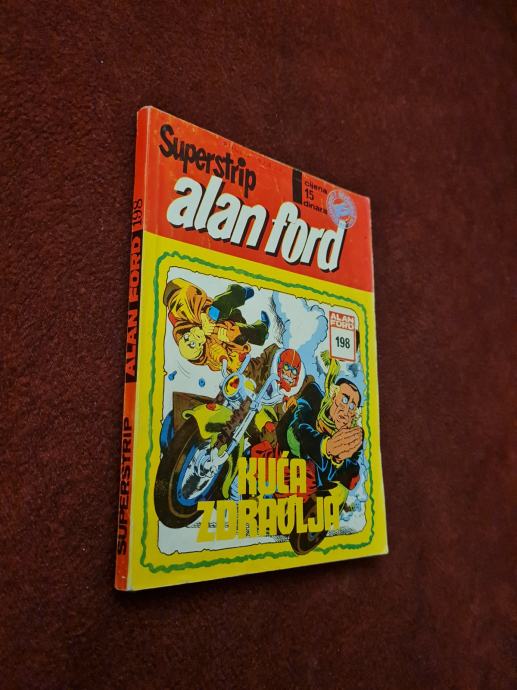 Superstrip
cijena
15
dinara
alan ford
ALAN
FORD
198
KUĆA
ZDRAVLJA
SUPERSTRIP ALAN FORD 198